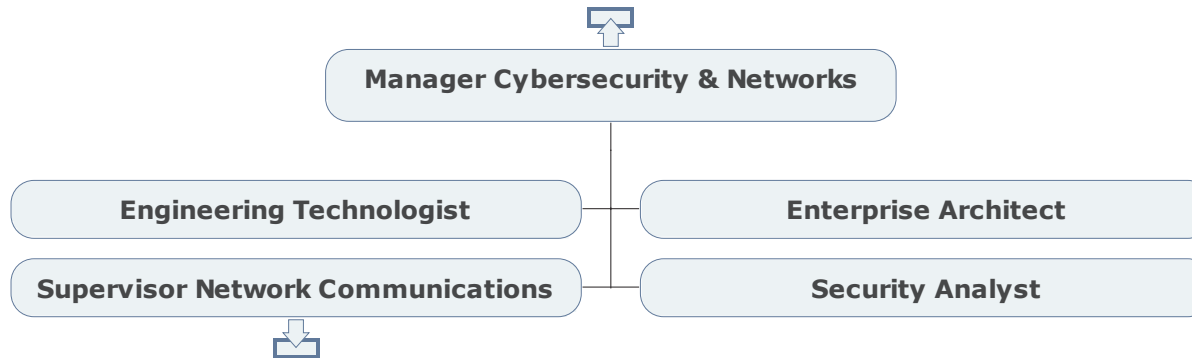 Manager Cybersecurity & Networks
Engineering Technologist
Enterprise Architect
Supervisor Network Communications
Security Analyst